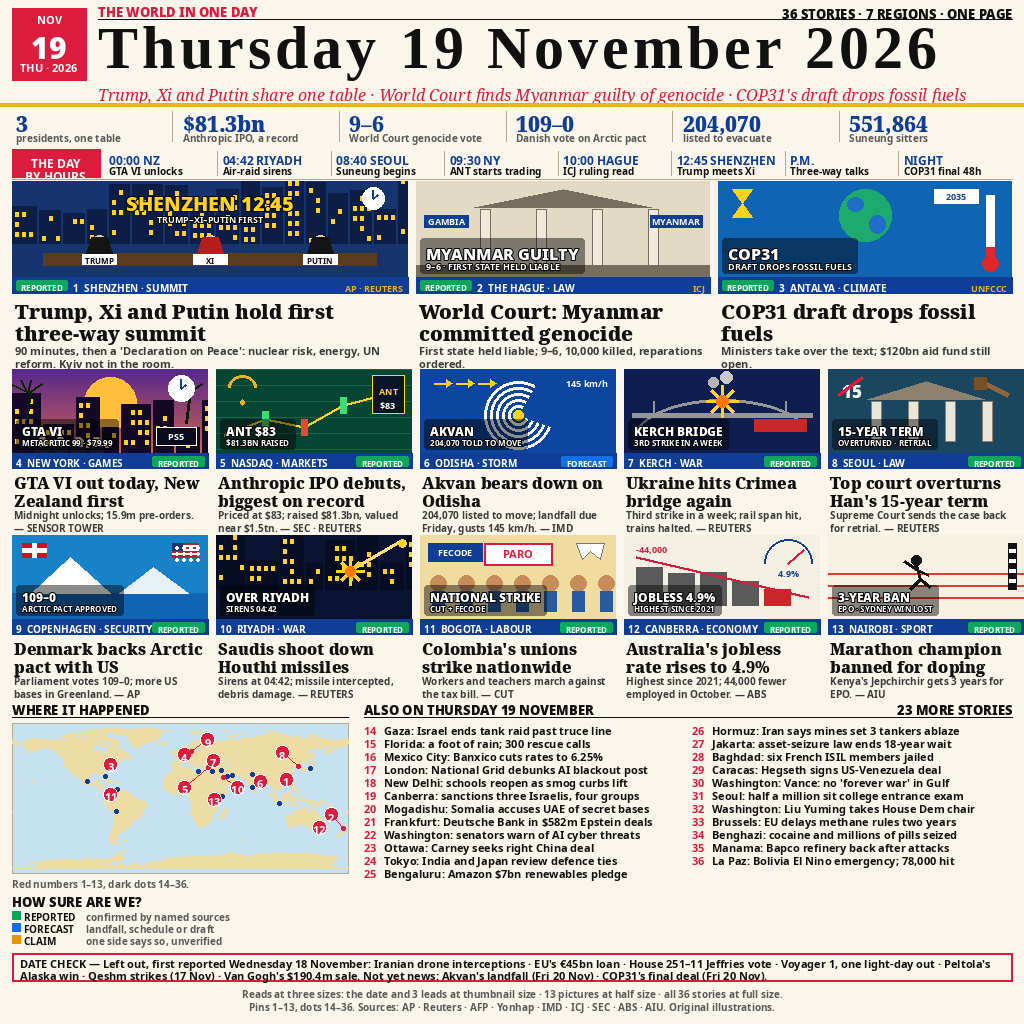 NOV
19
THU · 2026
THE WORLD IN ONE DAY
36 STORIES · 7 REGIONS · ONE PAGE
Thursday 19 November 2026
Trump, Xi and Putin share one table · World Court finds Myanmar guilty of genocide · COP31's draft drops fossil fuels
3
presidents, one table
$81.3bn
Anthropic IPO, a record
9–6
World Court genocide vote
109–0
Danish vote on Arctic pact
204,070
listed to evacuate
551,864
Suneung sitters
THE DAY
BY HOURS
00:00 NZ
GTA VI unlocks
04:42 RIYADH
Air-raid sirens
08:40 SEOUL
Suneung begins
09:30 NY
ANT starts trading
10:00 HAGUE
ICJ ruling read
12:45 SHENZHEN
Trump meets Xi
P.M.
Three-way talks
NIGHT
COP31 final 48h
SHENZHEN 12:45
TRUMP–XI–PUTIN FIRST
TRUMP
XI
PUTIN
REPORTED
1 SHENZHEN · SUMMIT
AP · REUTERS
GAMBIA
MYANMAR
MYANMAR GUILTY
9–6 · FIRST STATE HELD LIABLE
REPORTED
2 THE HAGUE · LAW
ICJ
2035
COP31
DRAFT DROPS FOSSIL FUELS
REPORTED
3 ANTALYA · CLIMATE
UNFCCC
Trump, Xi and Putin hold first
three-way summit
90 minutes, then a 'Declaration on Peace': nuclear risk, energy, UN
reform. Kyiv not in the room.
World Court: Myanmar
committed genocide
First state held liable; 9–6, 10,000 killed, reparations
ordered.
COP31 draft drops fossil
fuels
Ministers take over the text; $120bn aid fund still
open.
GTA VI
METACRITIC 99 · $79.99
PS5
4 NEW YORK · GAMES
REPORTED
ANT
$83
ANT $83
$81.3BN RAISED
5 NASDAQ · MARKETS
REPORTED
145 km/h
AKVAN
204,070 TOLD TO MOVE
6 ODISHA · STORM
FORECAST
KERCH BRIDGE
3RD STRIKE IN A WEEK
7 KERCH · WAR
REPORTED
15
15-YEAR TERM
OVERTURNED · RETRIAL
8 SEOUL · LAW
REPORTED
GTA VI out today, New
Zealand first
Midnight unlocks; 15.9m pre-orders.
— SENSOR TOWER
Anthropic IPO debuts,
biggest on record
Priced at $83; raised $81.3bn, valued
near $1.5tn. — SEC · REUTERS
Akvan bears down on
Odisha
204,070 listed to move; landfall due
Friday, gusts 145 km/h. — IMD
Ukraine hits Crimea
bridge again
Third strike in a week; rail span hit,
trains halted. — REUTERS
Top court overturns
Han's 15-year term
Supreme Court sends the case back
for retrial. — REUTERS
109–0
ARCTIC PACT APPROVED
9 COPENHAGEN · SECURITY
REPORTED
OVER RIYADH
SIRENS 04:42
10 RIYADH · WAR
REPORTED
FECODE
PARO
NATIONAL STRIKE
CUT + FECODE
11 BOGOTA · LABOUR
REPORTED
-44,000
4.9%
JOBLESS 4.9%
HIGHEST SINCE 2021
12 CANBERRA · ECONOMY
REPORTED
3-YEAR BAN
EPO · SYDNEY WIN LOST
13 NAIROBI · SPORT
REPORTED
Denmark backs Arctic
pact with US
Parliament votes 109–0; more US
bases in Greenland. — AP
Saudis shoot down
Houthi missiles
Sirens at 04:42; missile intercepted,
debris damage. — REUTERS
Colombia's unions
strike nationwide
Workers and teachers march against
the tax bill. — CUT
Australia's jobless
rate rises to 4.9%
Highest since 2021; 44,000 fewer
employed in October. — ABS
Marathon champion
banned for doping
Kenya's Jepchirchir gets 3 years for
EPO. — AIU
WHERE IT HAPPENED
3
11
4
9
7
5
13
10
6
8
1
2
12
Red numbers 1–13, dark dots 14–36.
HOW SURE ARE WE?
REPORTED confirmed by named sources
FORECAST landfall, schedule or draft
CLAIM one side says so, unverified
ALSO ON THURSDAY 19 NOVEMBER
23 MORE STORIES
14 Gaza: Israel ends tank raid past truce line
15 Florida: a foot of rain; 300 rescue calls
16 Mexico City: Banxico cuts rates to 6.25%
17 London: National Grid debunks AI blackout post
18 New Delhi: schools reopen as smog curbs lift
19 Canberra: sanctions three Israelis, four groups
20 Mogadishu: Somalia accuses UAE of secret bases
21 Frankfurt: Deutsche Bank in $582m Epstein deals
22 Washington: senators warn of AI cyber threats
23 Ottawa: Carney seeks right China deal
24 Tokyo: India and Japan review defence ties
25 Bengaluru: Amazon $7bn renewables pledge
26 Hormuz: Iran says mines set 3 tankers ablaze
27 Jakarta: asset-seizure law ends 18-year wait
28 Baghdad: six French ISIL members jailed
29 Caracas: Hegseth signs US-Venezuela deal
30 Washington: Vance: no 'forever war' in Gulf
31 Seoul: half a million sit college entrance exam
32 Washington: Liu Yuming takes House Dem chair
33 Brussels: EU delays methane rules two years
34 Benghazi: cocaine and millions of pills seized
35 Manama: Bapco refinery back after attacks
36 La Paz: Bolivia El Nino emergency; 78,000 hit
DATE CHECK — Left out, first reported Wednesday 18 November: Iranian drone interceptions · EU's €45bn loan · House 251–11 Jeffries vote · Voyager 1, one light-day out · Peltola's
Alaska win · Qeshm strikes (17 Nov) · Van Gogh's $190.4m sale. Not yet news: Akvan's landfall (Fri 20 Nov) · COP31's final deal (Fri 20 Nov).
Reads at three sizes: the date and 3 leads at thumbnail size · 13 pictures at half size · all 36 stories at full size.
Pins 1–13, dots 14–36. Sources: AP · Reuters · AFP · Yonhap · IMD · ICJ · SEC · ABS · AIU. Original illustrations.